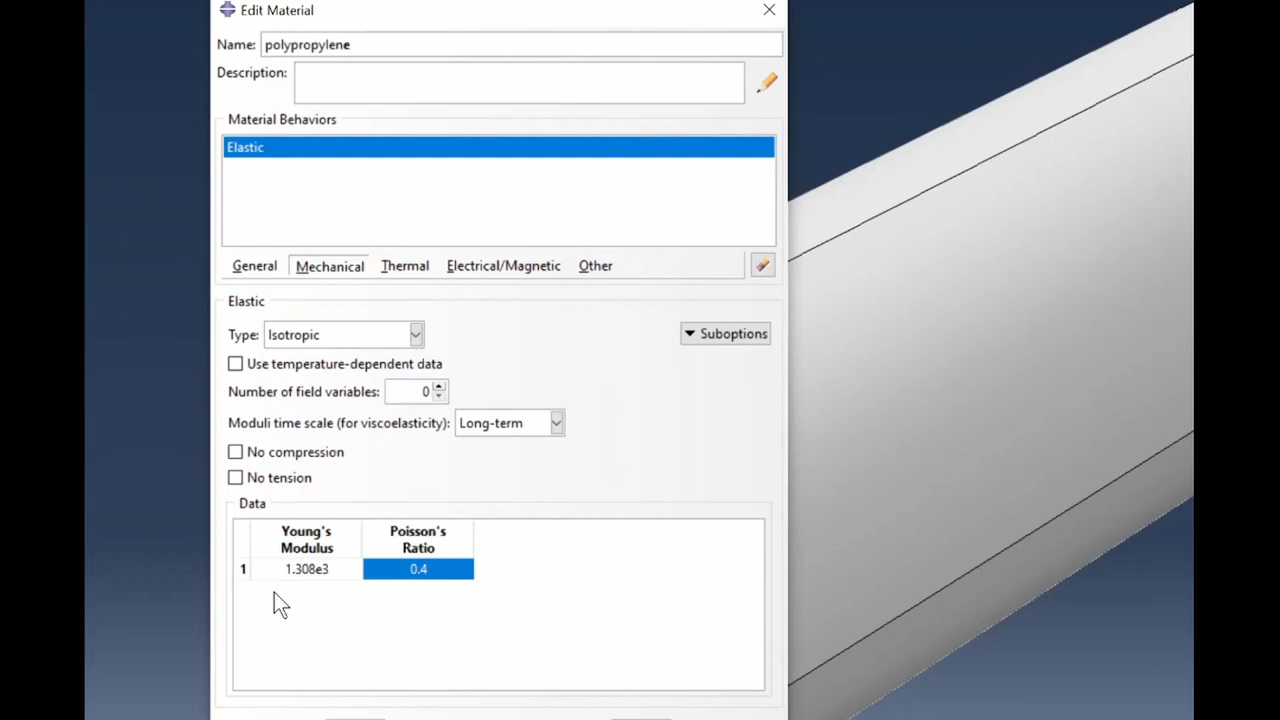 Edit Material
Name: polypropylene
Description:
Material Behaviors
Elastic
General Mechanical Thermal Electrical/Magnetic Other
Elastic
Type: Isotropic Suboptions
Use temperature-dependent data
Number of field variables: 0
Moduli time scale (for viscoelasticity): Long-term
No compression
No tension
Data
Young's Poisson's
Modulus Ratio
1 1.308e3 0.4